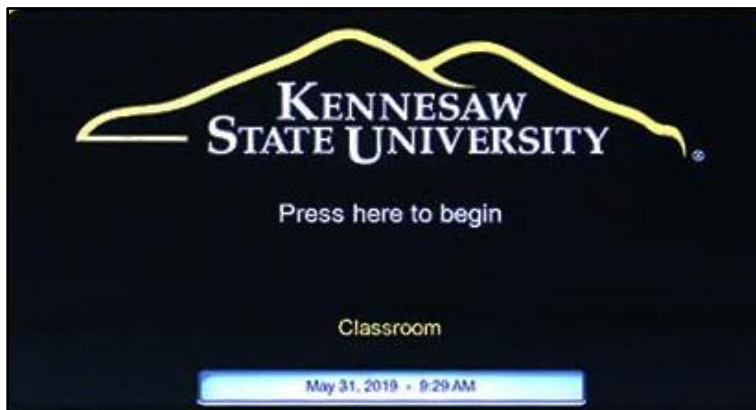 KENNESAW
STATE UNIVERSITY
®
Press here to begin
Classroom
May 31, 2019 • 9:29 AM